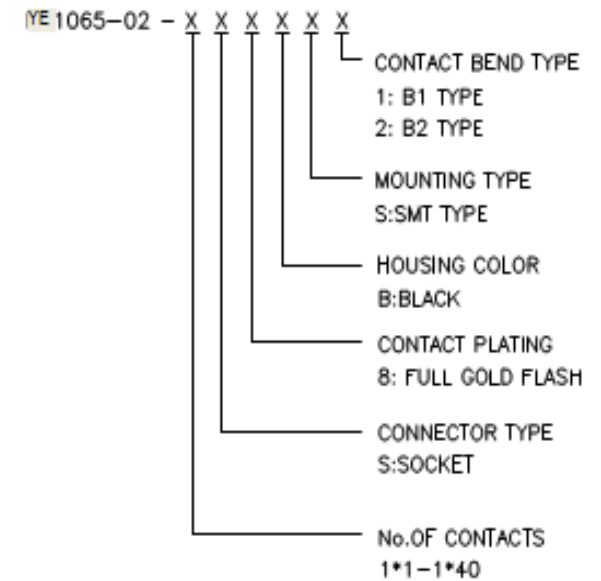 YE 1065-02 - X X X X X X
CONTACT BEND TYPE
1: B1 TYPE
2: B2 TYPE
MOUNTING TYPE
S:SMT TYPE
HOUSING COLOR
B:BLACK
CONTACT PLATING
8: FULL GOLD FLASH
CONNECTOR TYPE
S:SOCKET
No.OF CONTACTS
1*1-1*40